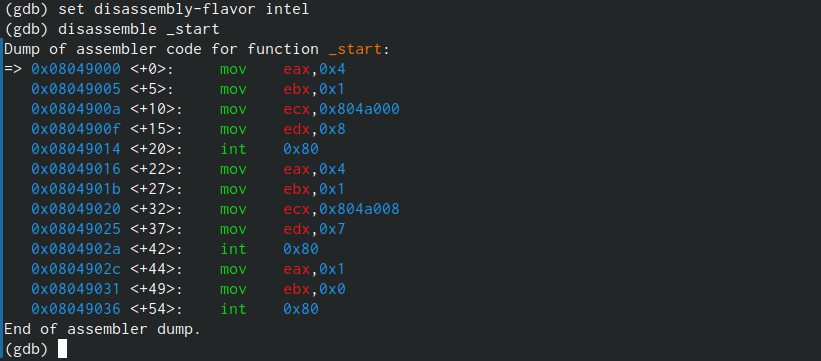 (gdb) set disassembly-flavor intel
(gdb) disassemble _start
Dump of assembler code for function _start:
=> 0x08049000 <+0>:     mov    eax,0x4
   0x08049005 <+5>:     mov    ebx,0x1
   0x0804900a <+10>:    mov    ecx,0x804a000
   0x0804900f <+15>:    mov    edx,0x8
   0x08049014 <+20>:    int    0x80
   0x08049016 <+22>:    mov    eax,0x4
   0x0804901b <+27>:    mov    ebx,0x1
   0x08049020 <+32>:    mov    ecx,0x804a008
   0x08049025 <+37>:    mov    edx,0x7
   0x0804902a <+42>:    int    0x80
   0x0804902c <+44>:    mov    eax,0x1
   0x08049031 <+49>:    mov    ebx,0x0
   0x08049036 <+54>:    int    0x80
End of assembler dump.
(gdb)